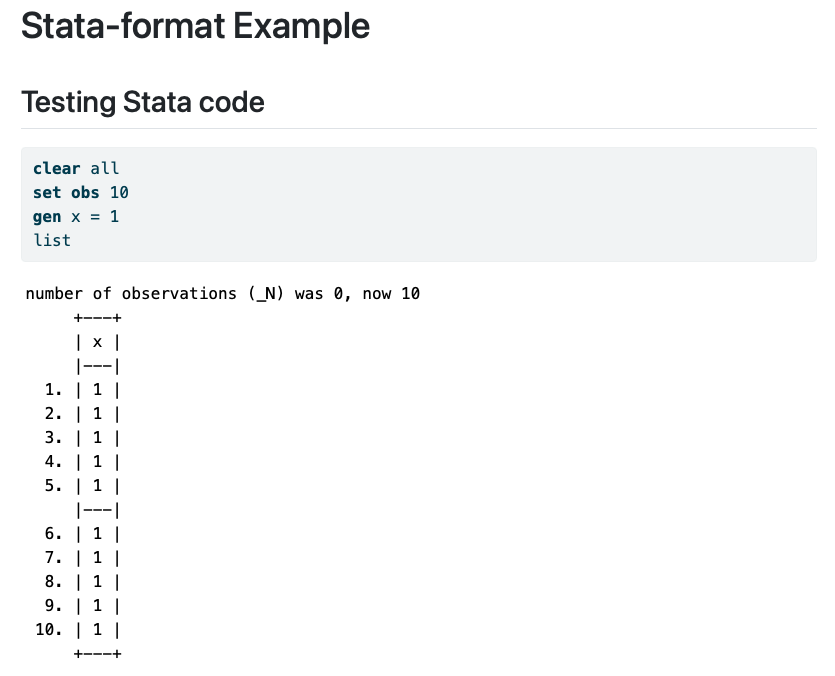 Stata-format Example
Testing Stata code
clear all
set obs 10
gen x = 1
list
number of observations (_N) was 0, now 10
     +---+
     | x |
     |---|
  1. | 1 |
  2. | 1 |
  3. | 1 |
  4. | 1 |
  5. | 1 |
     |---|
  6. | 1 |
  7. | 1 |
  8. | 1 |
  9. | 1 |
 10. | 1 |
     +---+